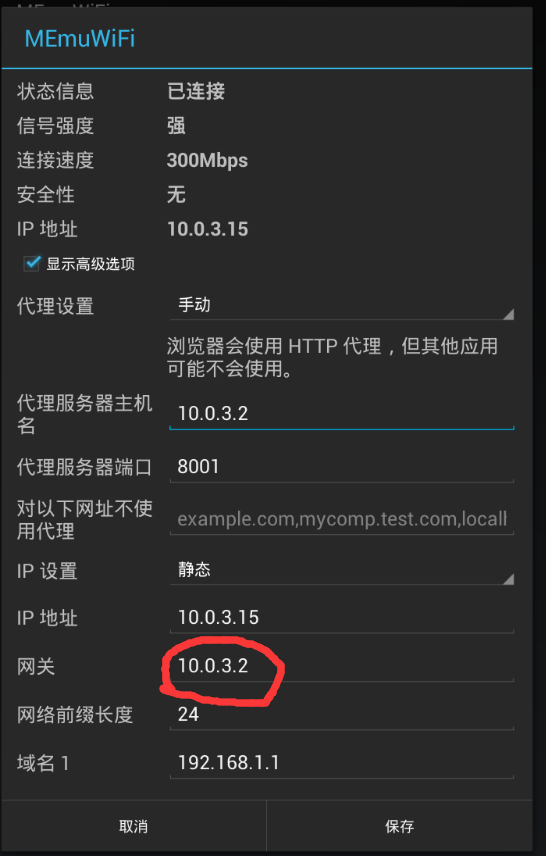 MEmuWiFi
状态信息 已连接
信号强度 强
连接速度 300Mbps
安全性 无
IP 地址 10.0.3.15
显示高级选项
代理设置 手动
浏览器会使用 HTTP 代理，但其他应用
可能不会使用。
代理服务器主机
名 10.0.3.2
代理服务器端口 8001
对以下网址不使
用代理 example.com,mycomp.test.com,locall
IP 设置 静态
IP 地址 10.0.3.15
网关 10.0.3.2
网络前缀长度 24
域名 1 192.168.1.1
取消 保存